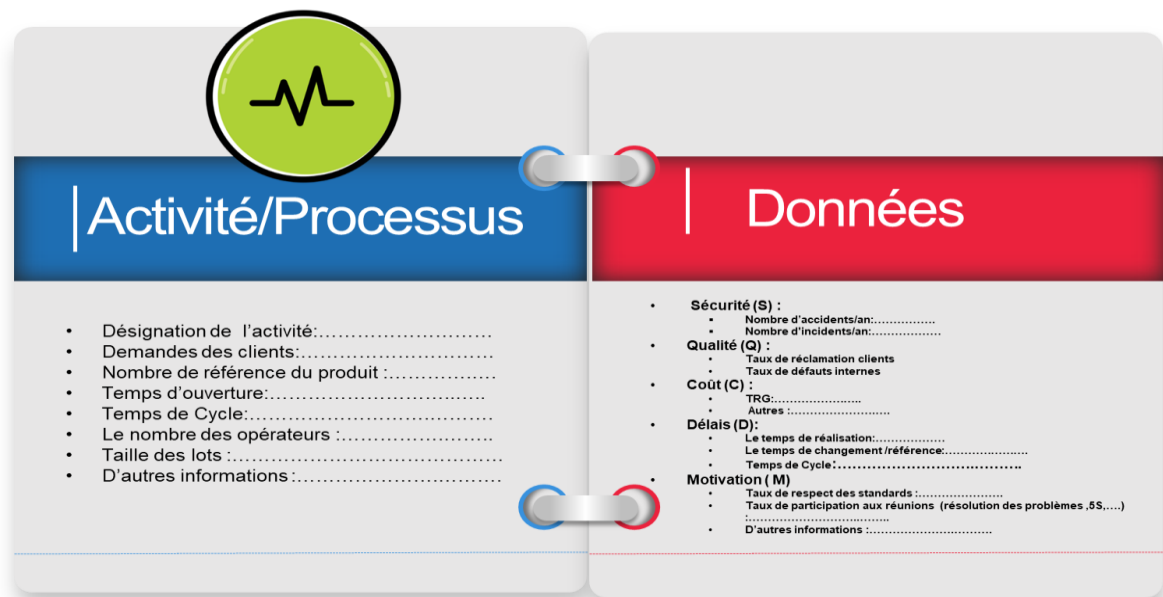 Activité/Processus
• Désignation de l’activité:………………………
• Demandes des clients:…………………………
• Nombre de référence du produit :……………..
• Temps d’ouverture:…………………………….
• Temps de Cycle:…………………………………
• Le nombre des opérateurs :……………………
• Taille des lots :……………………………………
• D’autres informations :……………………………
Données
• Sécurité (S) :
▪ Nombre d’accidents/an:…………….
▪ Nombre d’incidents/an:………………
• Qualité (Q) :
• Taux de réclamation clients
• Taux de défauts internes
• Coût (C) :
• TRG:…………………..
• Autres :…………………….
• Délais (D):
• Le temps de réalisation:………………
• Le temps de changement /référence:…………………
• Temps de Cycle:……………………………………..
• Motivation ( M)
• Taux de respect des standards :………………….
• Taux de participation aux réunions (résolution des problèmes ,5S,….)
:……………………………..
• D’autres informations :………………………….